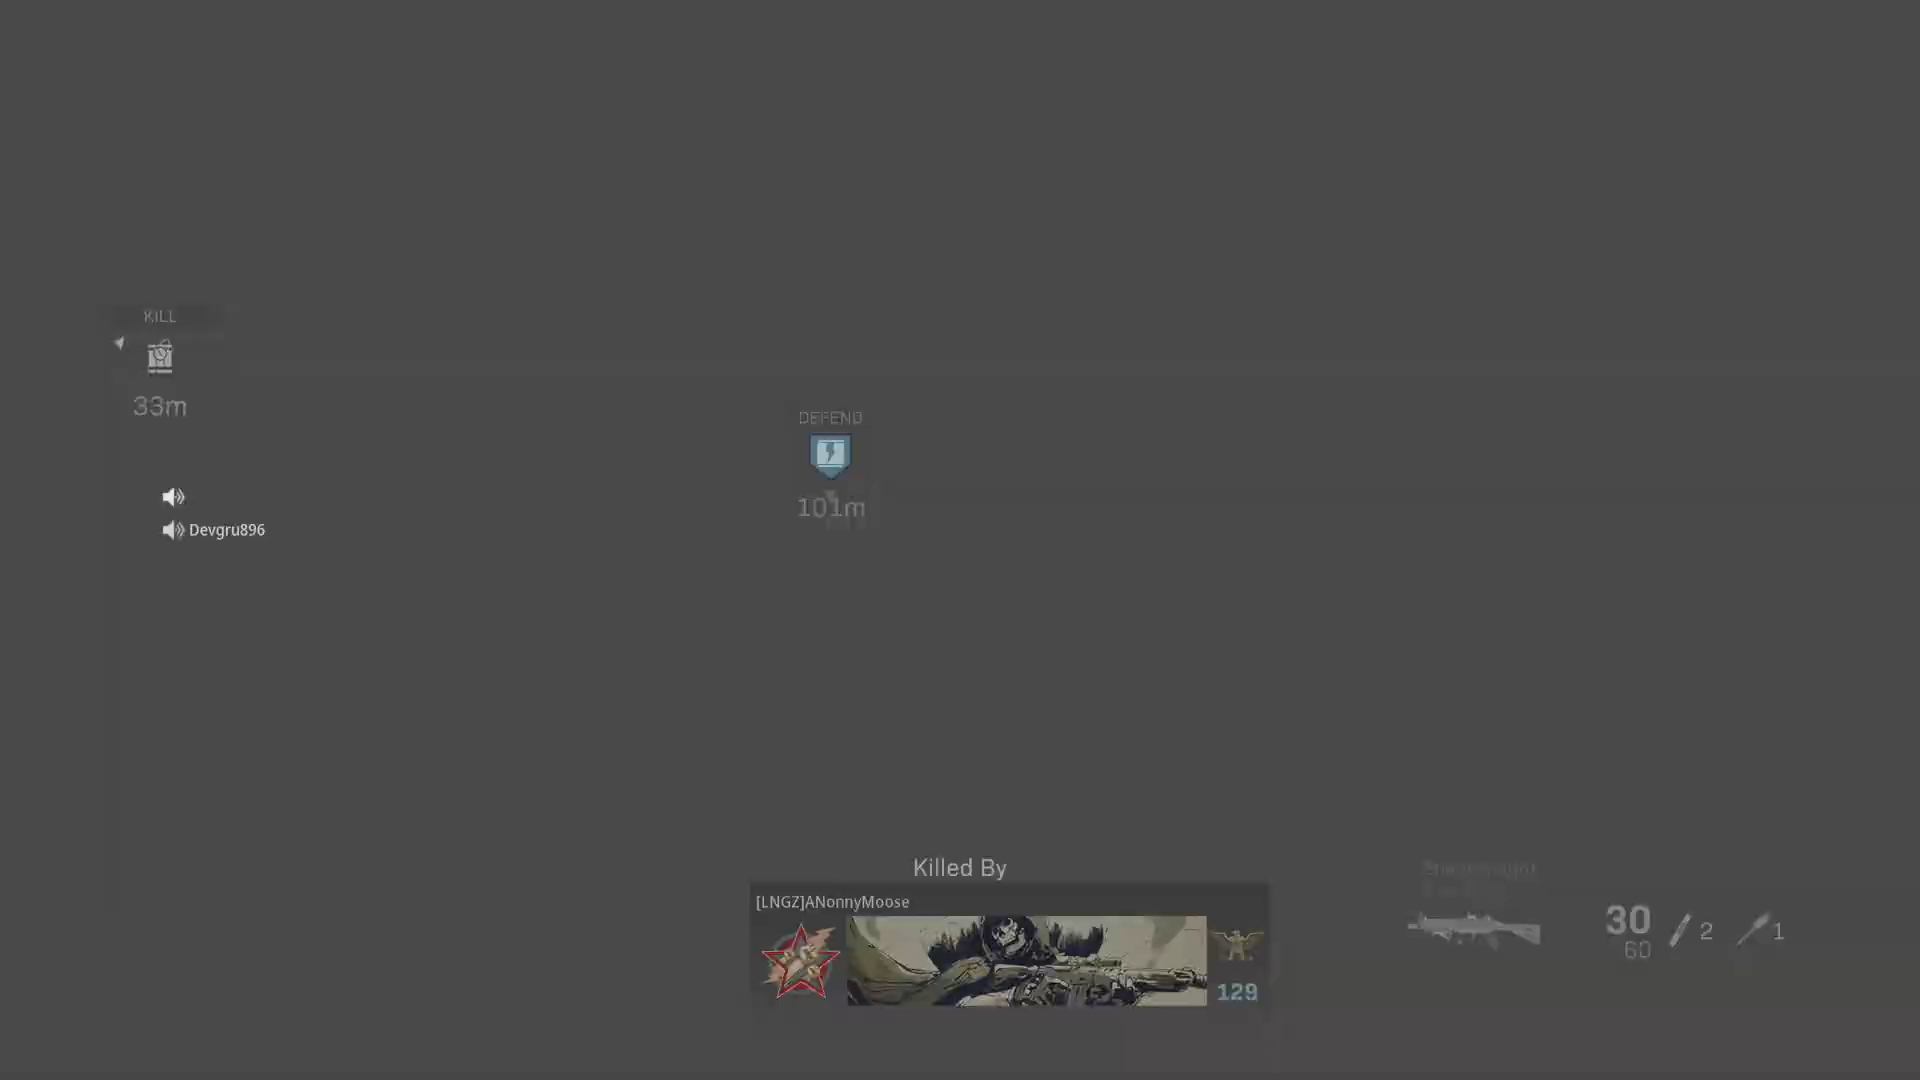 KILL
33m
DEFEND
101m
Devgru896
Killed By
[LNGZ]ANonnyMoose
129
30
60
2
1